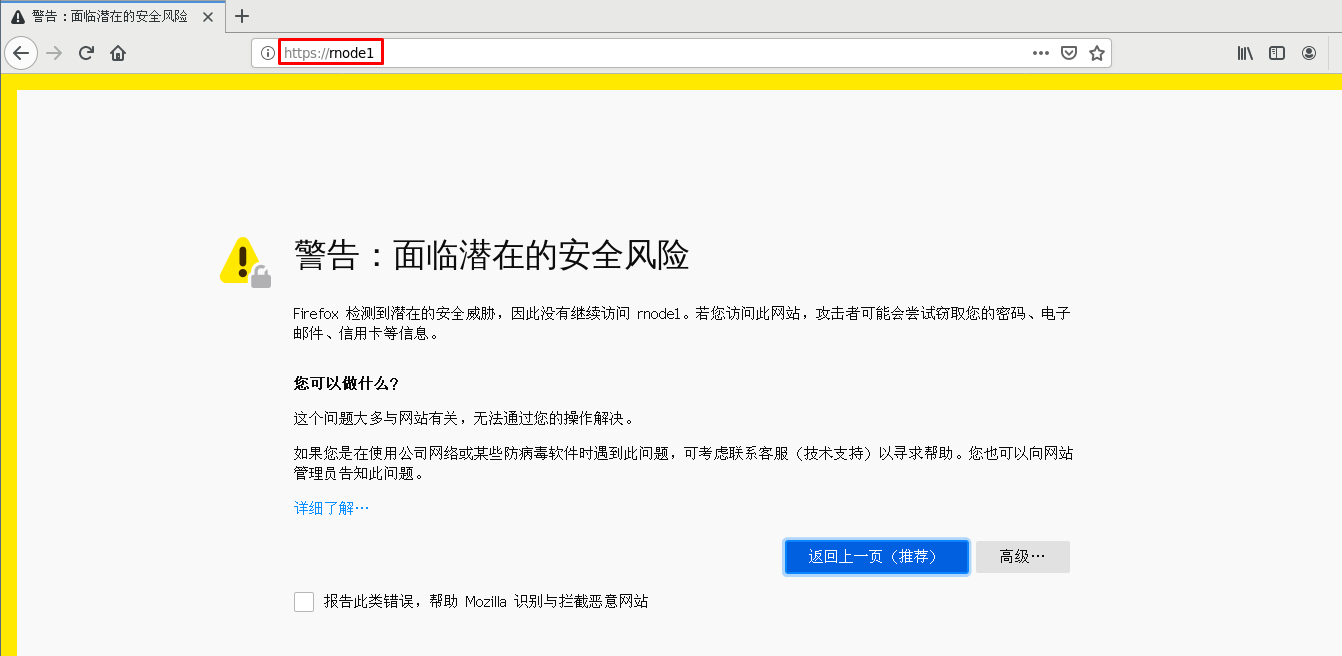 警告：面临潜在的安全风险
https://rnode1
警告：面临潜在的安全风险
Firefox 检测到潜在的安全威胁，因此没有继续访问 rnode1。若您访问此网站，攻击者可能会尝试窃取您的密码、电子
邮件、信用卡等信息。
您可以做什么？
这个问题大多与网站有关，无法通过您的操作解决。
如果您是在使用公司网络或某些防病毒软件时遇到此问题，可考虑联系客服（技术支持）以寻求帮助。您也可以向网站
管理员告知此问题。
详细了解…
返回上一页（推荐）
高级…
报告此类错误，帮助 Mozilla 识别与拦截恶意网站